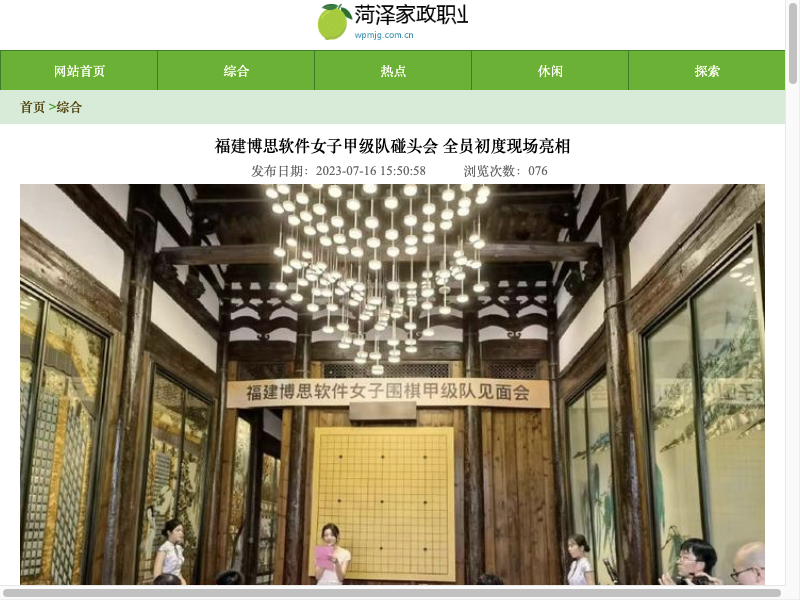 菏泽家政职业
wpmjg.com.cn
网站首页
综合
热点
休闲
探索
首页 >综合
福建博思软件女子甲级队碰头会 全员初度现场亮相
发布日期：2023-07-16 15:50:58 浏览次数：076
福建博思软件女子围棋甲级队见面会